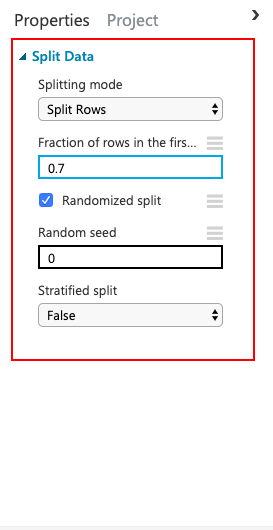 Properties Project
Split Data
Splitting mode
Split Rows
Fraction of rows in the firs...
0.7
Randomized split
Random seed
0
Stratified split
False